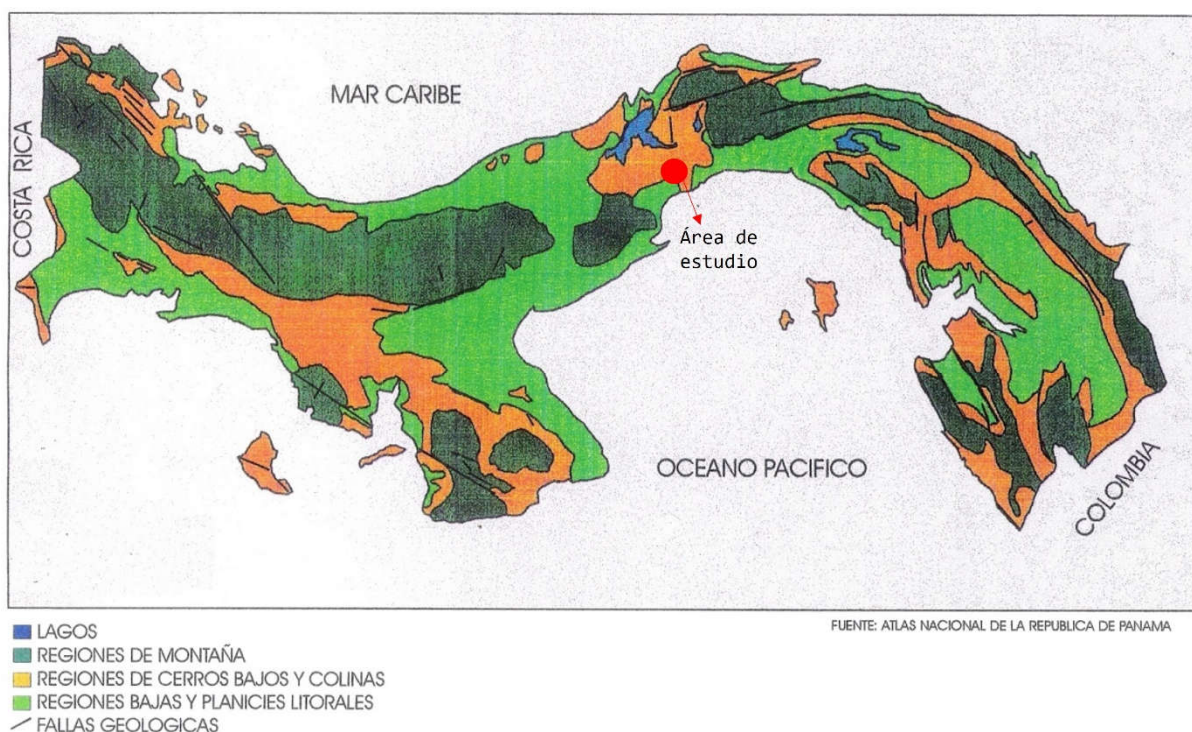 MAR CARIBE
COSTA RICA
Área de
estudio
OCEANO PACIFICO
COLOMBIA
FUENTE: ATLAS NACIONAL DE LA REPUBLICA DE PANAMA
LAGOS
REGIONES DE MONTAÑA
REGIONES DE CERROS BAJOS Y COLINAS
REGIONES BAJAS Y PLANICIES LITORALES
FALLAS GEOLOGICAS